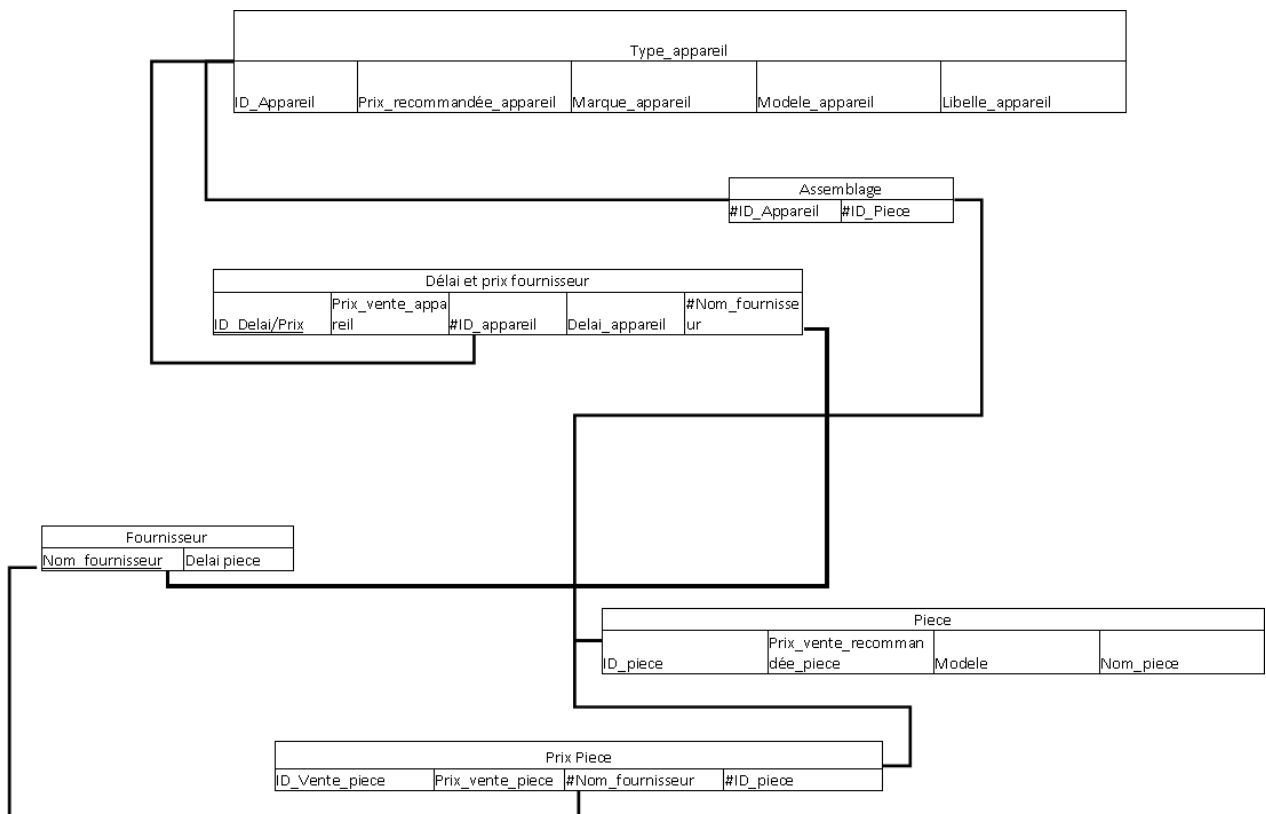 Type_appareil
ID_Appareil Prix_recommandée_appareil Marque_appareil Modele_appareil Libelle_appareil
Assemblage
#ID_Appareil #ID_Piece
Délai et prix fournisseur
ID_Delai/Prix Prix_vente_appa
reil #ID_appareil Delai_appareil #Nom_fournisse
ur
Fournisseur
Nom_fournisseur Delai piece
Piece
ID_piece Prix_vente_recomman
dée_piece Modele Nom_piece
Prix Piece
ID_Vente_piece Prix_vente_piece #Nom_fournisseur #ID_piece